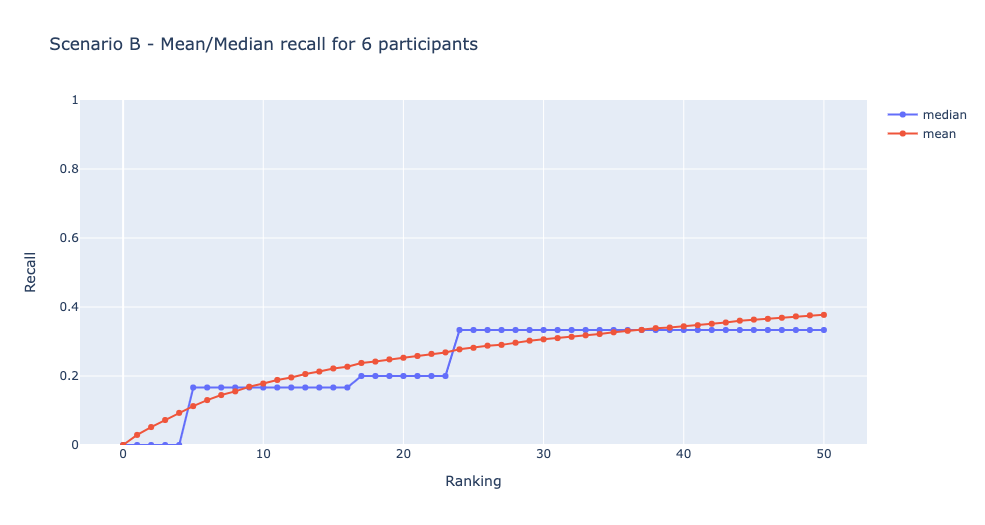 Scenario B - Mean/Median recall for 6 participants
1
0.8
0.6
0.4
0.2
0
Recall
0 10 20 30 40 50
Ranking
median
mean